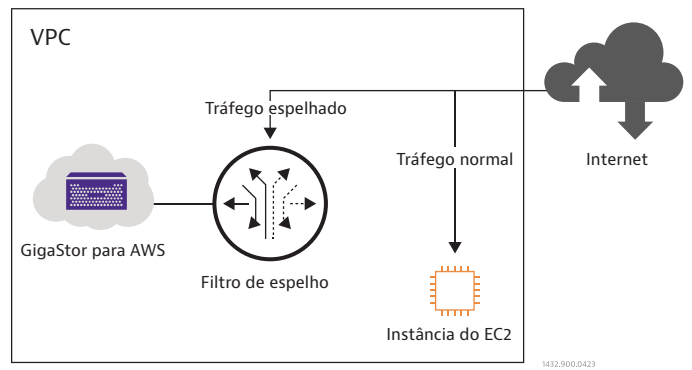 VPC
Tráfego espelhado
Tráfego normal
Internet
GigaStor para AWS
Filtro de espelho
Instância do EC2
1432.900.0423